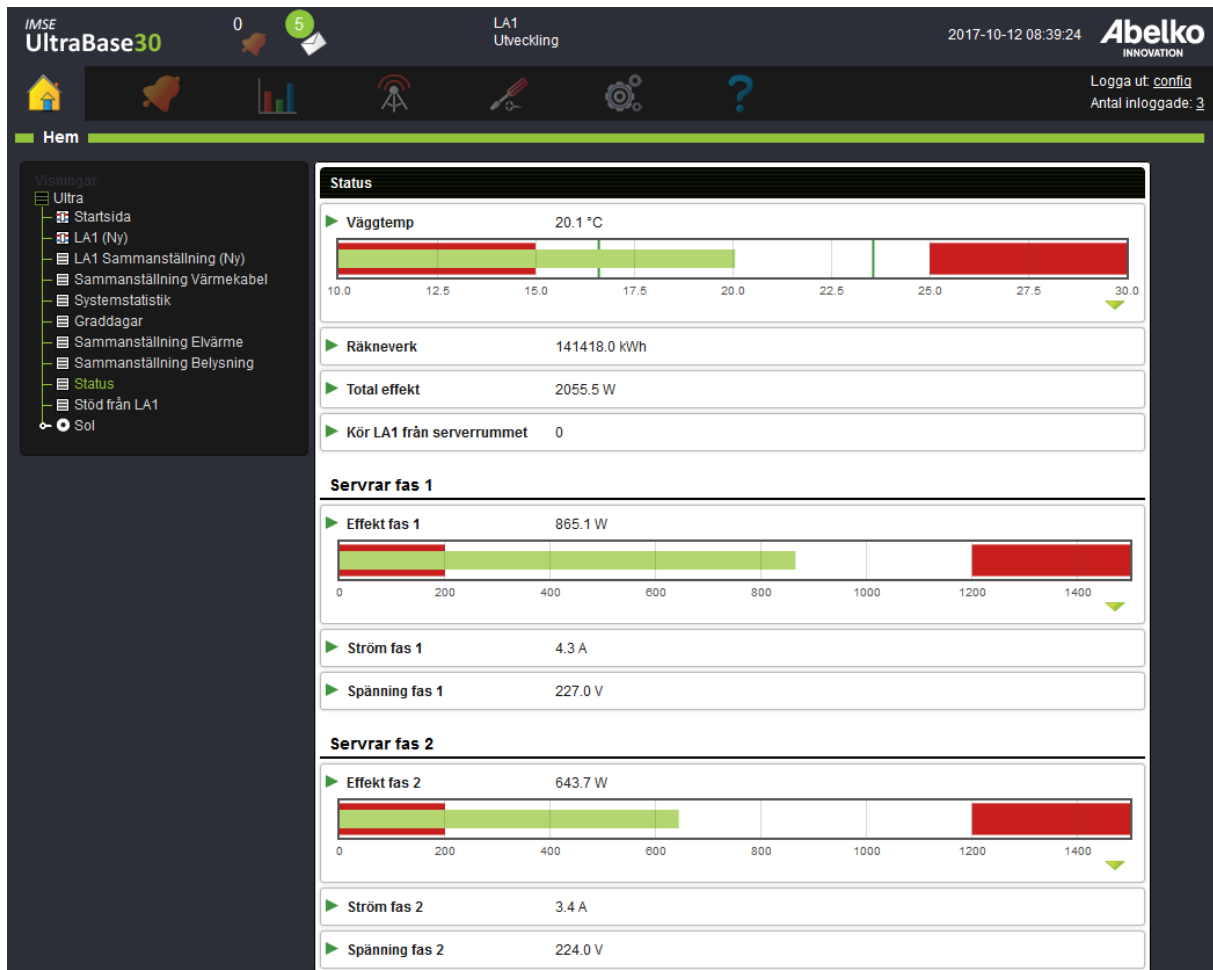 IMSE
UltraBase30
0
5
LA1
Utveckling
2017-10-12 08:39:24
Abelko
INNOVATION
Logga ut: config
Antal inloggade: 3
Hem
Visningar
Ultra
Startsida
LA1 (Ny)
LA1 Sammanställning (Ny)
Sammanställning Värmekabel
Systemstatistik
Graddagar
Sammanställning Elvärme
Sammanställning Belysning
Status
Stöd från LA1
Sol
Status
Väggtemp 20.1 °C
10.0 12.5 15.0 17.5 20.0 22.5 25.0 27.5 30.0
Räkneverk 141418.0 kWh
Total effekt 2055.5 W
Kör LA1 från serverrummet 0
Servrar fas 1
Effekt fas 1 865.1 W
0 200 400 600 800 1000 1200 1400
Ström fas 1 4.3 A
Spänning fas 1 227.0 V
Servrar fas 2
Effekt fas 2 643.7 W
0 200 400 600 800 1000 1200 1400
Ström fas 2 3.4 A
Spänning fas 2 224.0 V